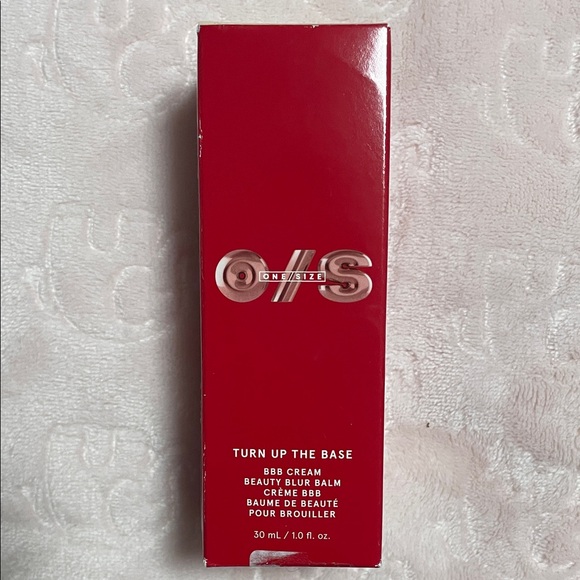 O/S
ONE/SIZE
TURN UP THE BASE
BBB CREAM
BEAUTY BLUR BALM
CRÈME BBB
BAUME DE BEAUTÉ
POUR BROUILLER
30 mL / 1.0 fl. oz.